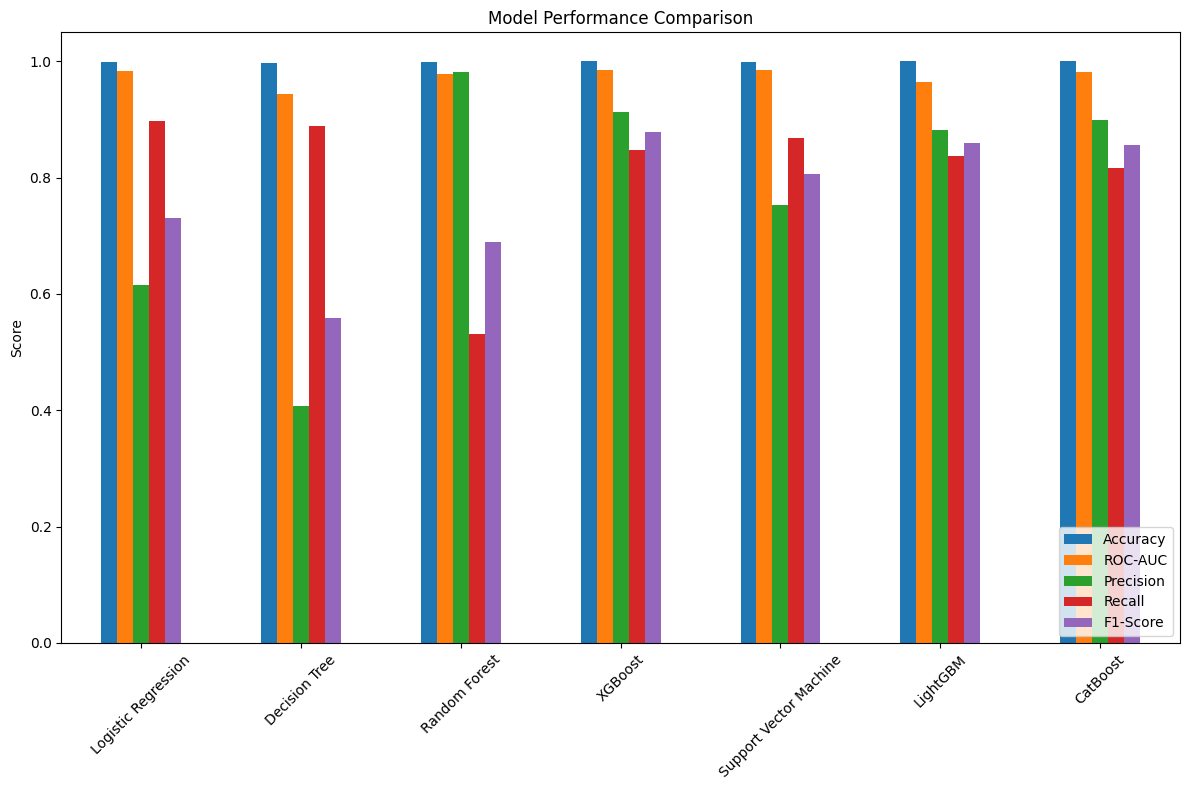 Model Performance Comparison
Score
1.0
0.8
0.6
0.4
0.2
0.0
Accuracy
ROC-AUC
Precision
Recall
F1-Score
Logistic Regression
Decision Tree
Random Forest
XGBoost
Support Vector Machine
LightGBM
CatBoost